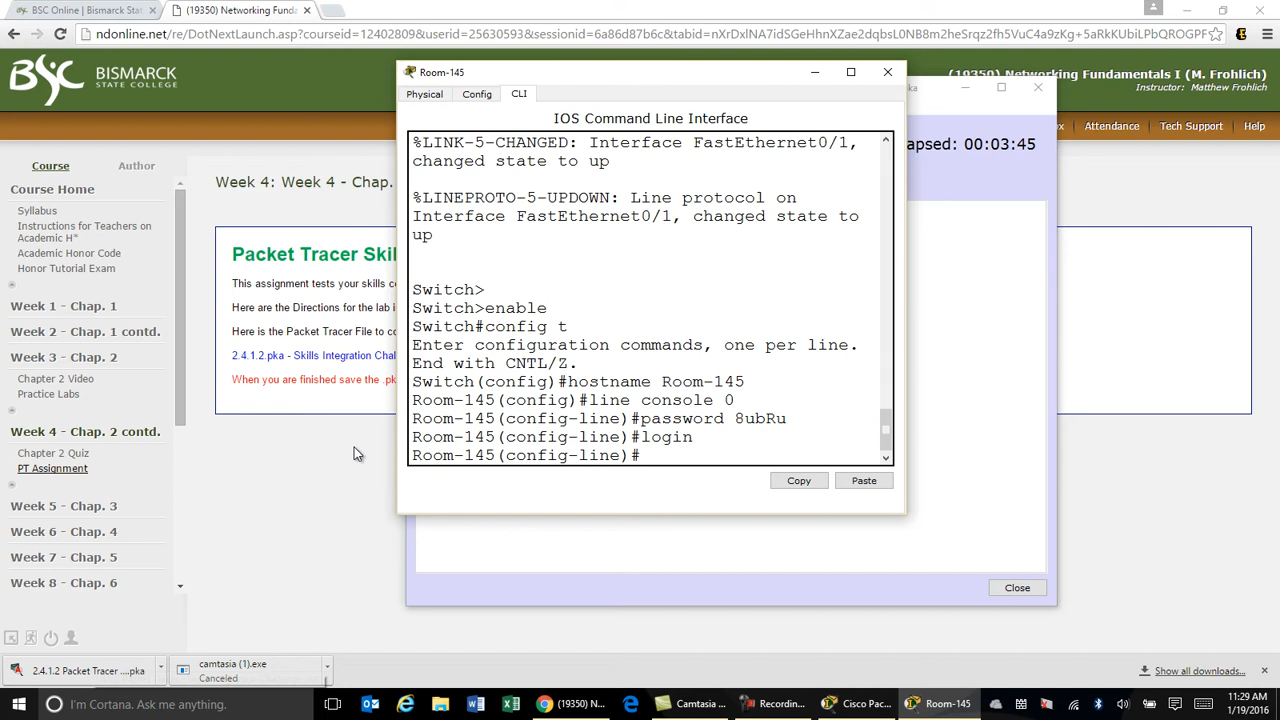 BSC Online | Bismarck Stat
(19350) Networking Funda
ndonline.net/re/DotNextLaunch.asp?courseid=12402809&userid=25630593&sessionid=6a86d87b6c&tabid=
BSC BISMARCK
STATE COLLEGE
(19350) Networking Fundamentals I (M. Frohlich)
Instructor: Matthew Frohlich
Attendance Tech Support Help
Course Author
Course Home
Syllabus
Instructions for Teachers on
Academic H*
Academic Honor Code
Honor Tutorial Exam
Week 1 - Chap. 1
Week 2 - Chap. 1 contd.
Week 3 - Chap. 2
Chapter 2 Video
Practice Labs
Week 4 - Chap. 2 contd.
Chapter 2 Quiz
PT Assignment
Week 5 - Chap. 3
Week 6 - Chap. 4
Week 7 - Chap. 5
Week 8 - Chap. 6
Week 4: Week 4 - Chap.
Packet Tracer Skil
This assignment tests your skills c
Here are the Directions for the lab i
Here is the Packet Tracer File to co
2.4.1.2.pka - Skills Integration Chal
When you are finished save the .pk
Room-145
Physical Config CLI
IOS Command Line Interface
%LINK-5-CHANGED: Interface FastEthernet0/1,
changed state to up
%LINEPROTO-5-UPDOWN: Line protocol on
Interface FastEthernet0/1, changed state to
up
Switch>
Switch>enable
Switch#config t
Enter configuration commands, one per line.
End with CNTL/Z.
Switch(config)#hostname Room-145
Room-145(config)#line console 0
Room-145(config-line)#password 8ubRu
Room-145(config-line)#login
Room-145(config-line)#
Copy Paste
apsed: 00:03:45
Close
2.4.1.2 Packet Tracer ....pka
camtasia (1).exe
Canceled
Show all downloads...
I'm Cortana. Ask me anything.
(19350) N...
Camtasia ...
Recordin...
Cisco Pac...
Room-145
11:29 AM
1/19/2016